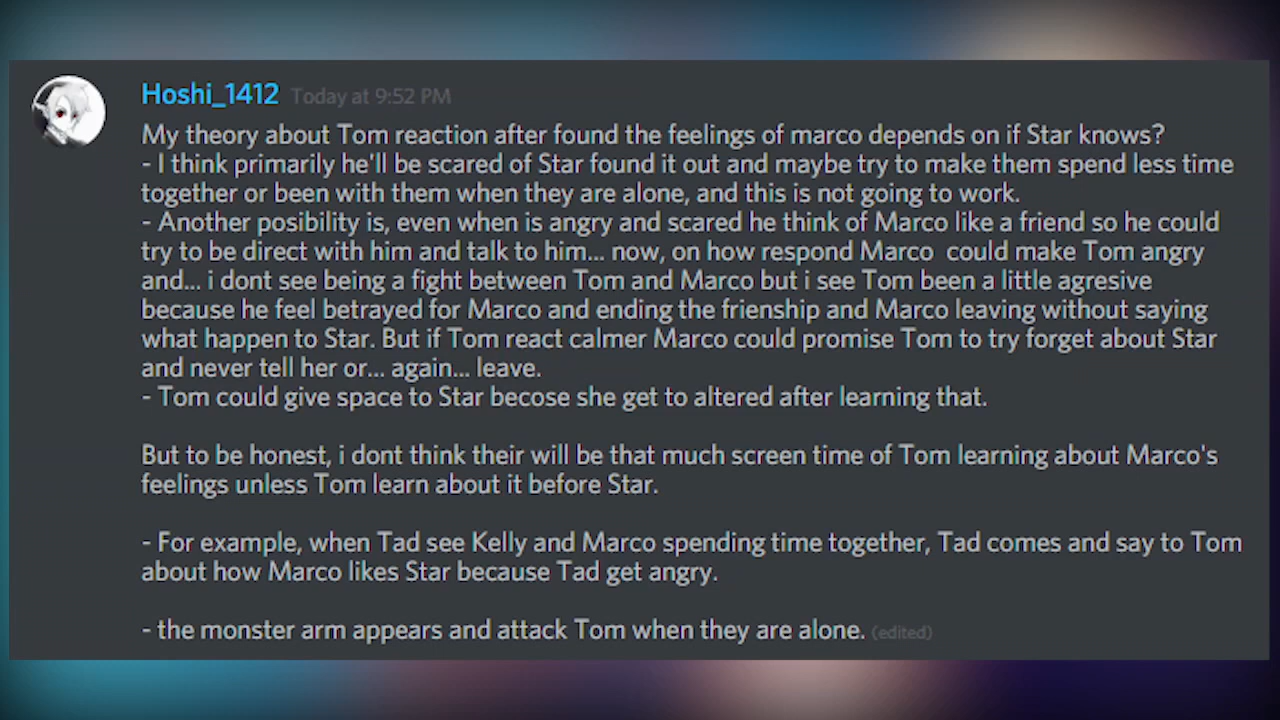 Hoshi_1412 Today at 9:52 PM
My theory about Tom reaction after found the feelings of marco depends on if Star knows?
- I think primarily he'll be scared of Star found it out and maybe try to make them spend less time
together or been with them when they are alone, and this is not going to work.
- Another posibility is, even when is angry and scared he think of Marco like a friend so he could
try to be direct with him and talk to him... now, on how respond Marco  could make Tom angry
and... i dont see being a fight between Tom and Marco but i see Tom been a little agresive
because he feel betrayed for Marco and ending the frienship and Marco leaving without saying
what happen to Star. But if Tom react calmer Marco could promise Tom to try forget about Star
and never tell her or... again... leave.
- Tom could give space to Star becose she get to altered after learning that.
But to be honest, i dont think their will be that much screen time of Tom learning about Marco's
feelings unless Tom learn about it before Star.
- For example, when Tad see Kelly and Marco spending time together, Tad comes and say to Tom
about how Marco likes Star because Tad get angry.
- the monster arm appears and attack Tom when they are alone. (edited)